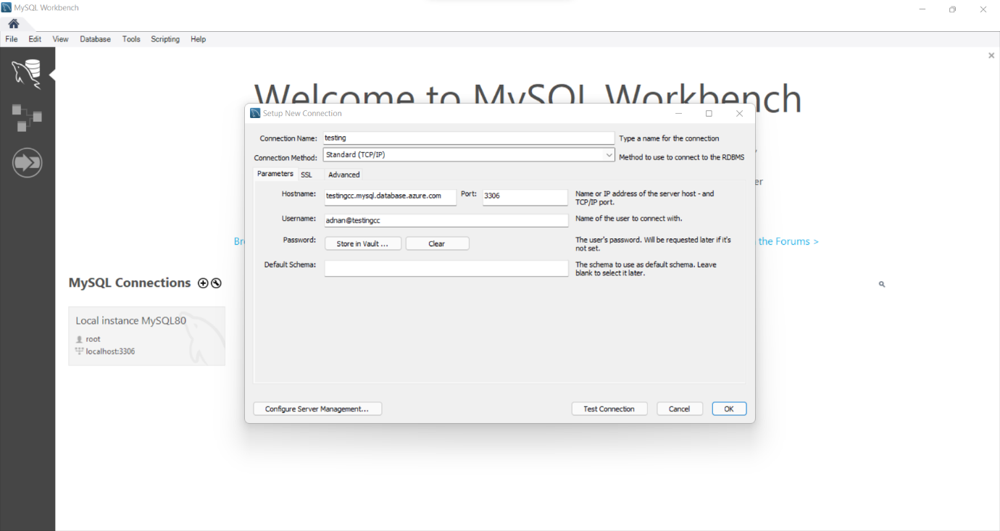 MySQL Workbench
File Edit View Database Tools Scripting Help
Welcome to MySQL Workbench
Setup New Connection
Connection Name: testing Type a name for the connection
Connection Method: Standard (TCP/IP) Method to use to connect to the RDBMS
Parameters SSL Advanced
Hostname: testingcc.mysql.database.azure.com Port: 3306 Name or IP address of the server host - and
TCP/IP port.
Username: adnan@testingcc Name of the user to connect with.
Password: Store in Vault ... Clear The user's password. Will be requested later if it's
not set.
Default Schema: The schema to use as default schema. Leave
blank to select it later.
Configure Server Management... Test Connection Cancel OK
er
Br
the Forums >
MySQL Connections
Local instance MySQL80
root
localhost:3306